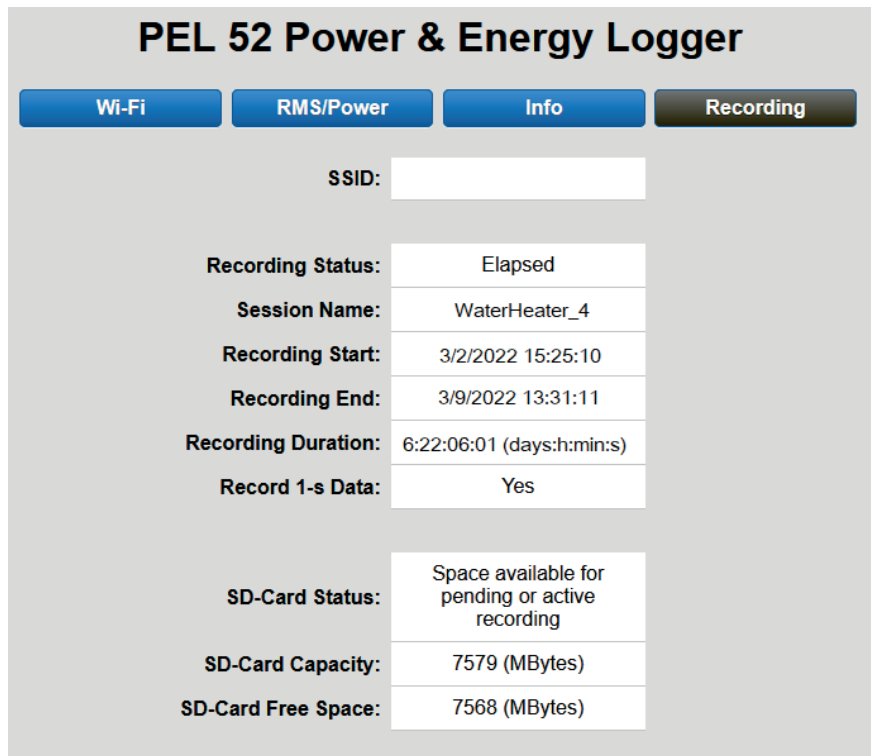 PEL 52 Power & Energy Logger
Wi-Fi RMS/Power Info Recording
SSID:
Recording Status: Elapsed
Session Name: WaterHeater_4
Recording Start: 3/2/2022 15:25:10
Recording End: 3/9/2022 13:31:11
Recording Duration: 6:22:06:01 (days:h:min:s)
Record 1-s Data: Yes
SD-Card Status: Space available for
pending or active
recording
SD-Card Capacity: 7579 (MBytes)
SD-Card Free Space: 7568 (MBytes)